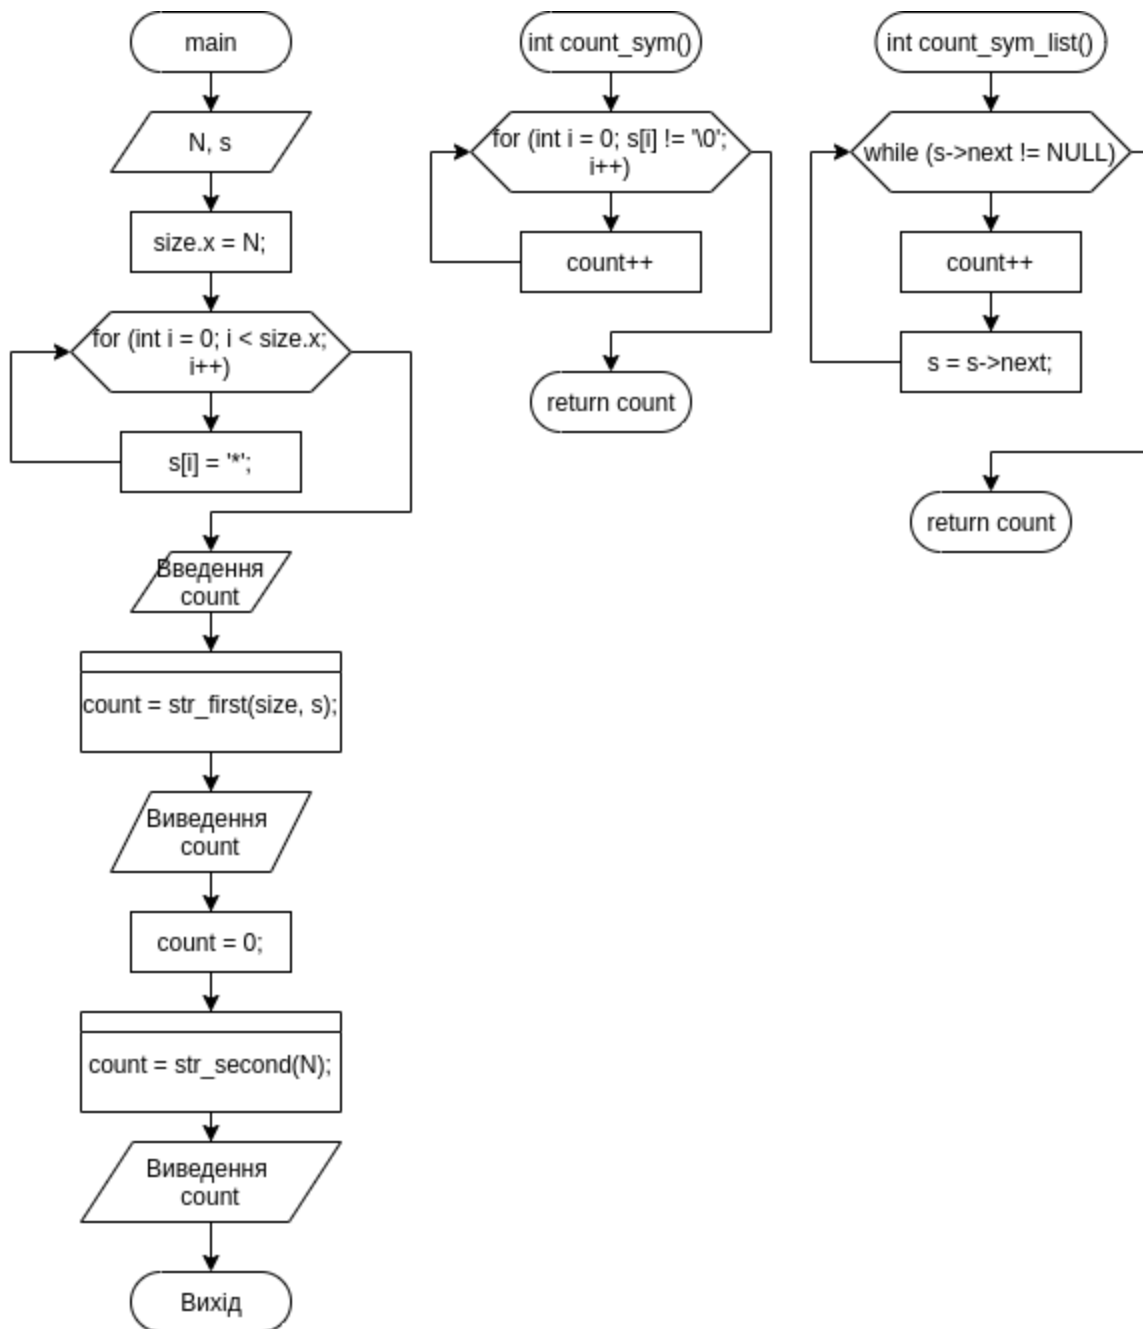 main
N, s
size.x = N;
for (int i = 0; i < size.x;
i++)
s[i] = '*';
Введення
count
count = str_first(size, s);
Виведення
count
count = 0;
count = str_second(N);
Виведення
count
Вихід
int count_sym()
for (int i = 0; s[i] != '\0';
i++)
count++
return count
int count_sym_list()
while (s->next != NULL)
count++
s = s->next;
return count